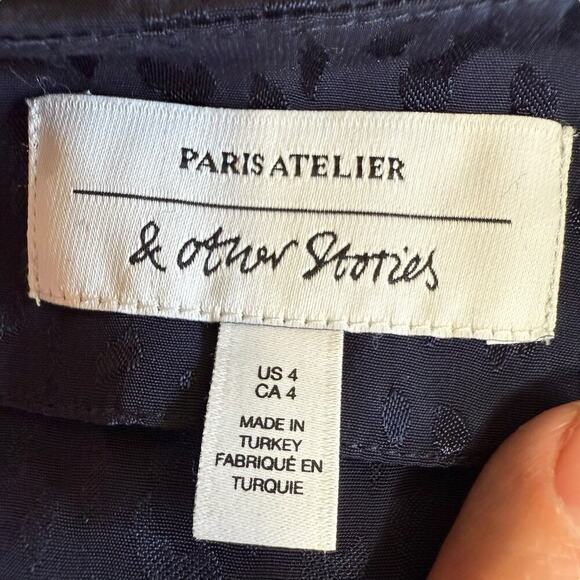 PARIS ATELIER
& other Stories
US 4
CA 4
MADE IN
TURKEY
FABRIQUÉ EN
TURQUIE